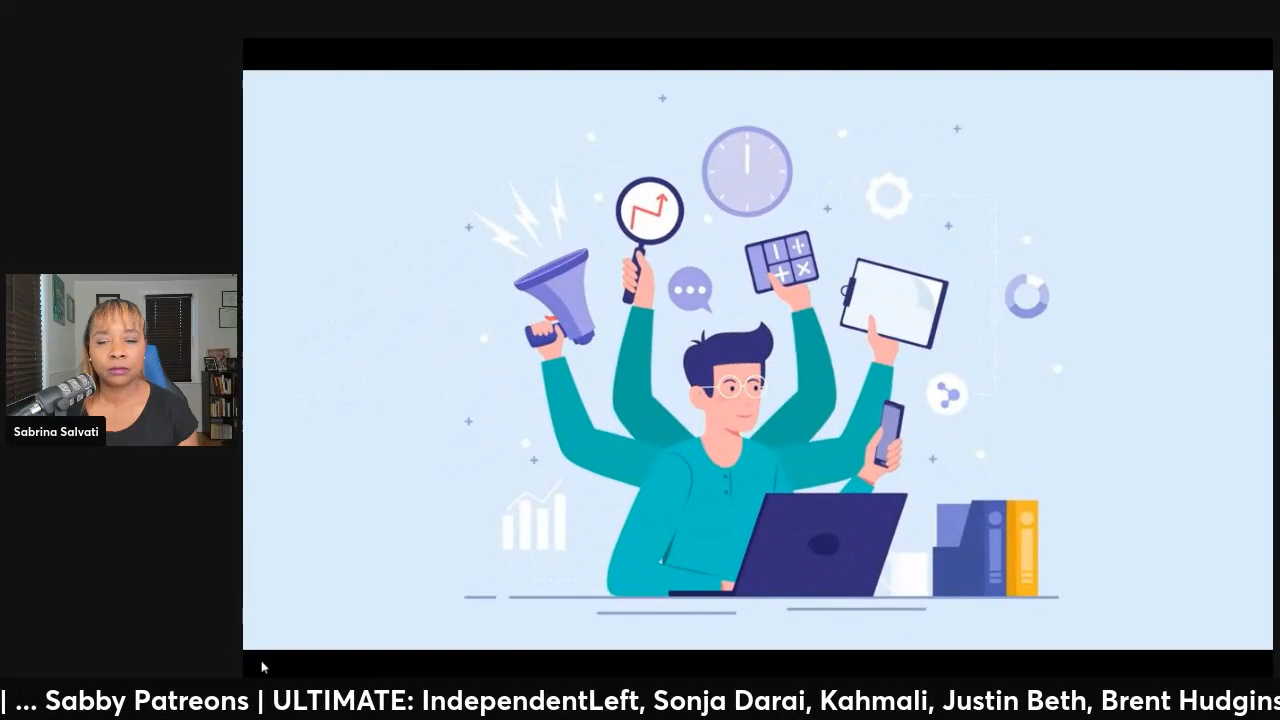 Sabrina Salvati
| ... Sabby Patreons | ULTIMATE: IndependentLeft, Sonja Darai, Kahmali, Justin Beth, Brent Hudgins